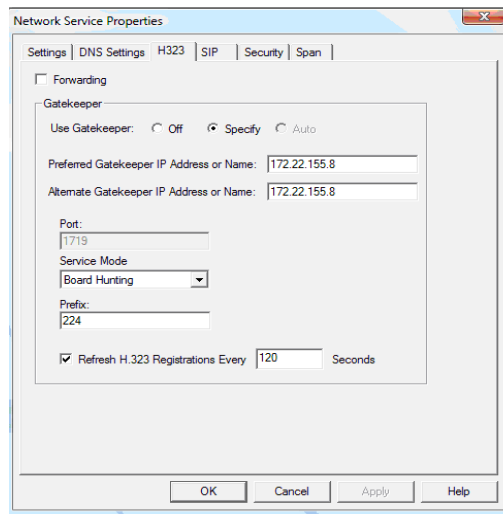 Network Service Properties
Settings DNS Settings H323 SIP Security Span
Forwarding
Gatekeeper
Use Gatekeeper: Off Specify Auto
Preferred Gatekeeper IP Address or Name: 172.22.155.8
Alternate Gatekeeper IP Address or Name: 172.22.155.8
Port:
1719
Service Mode
Board Hunting
Prefix:
224
Refresh H.323 Registrations Every 120 Seconds
OK Cancel Apply Help